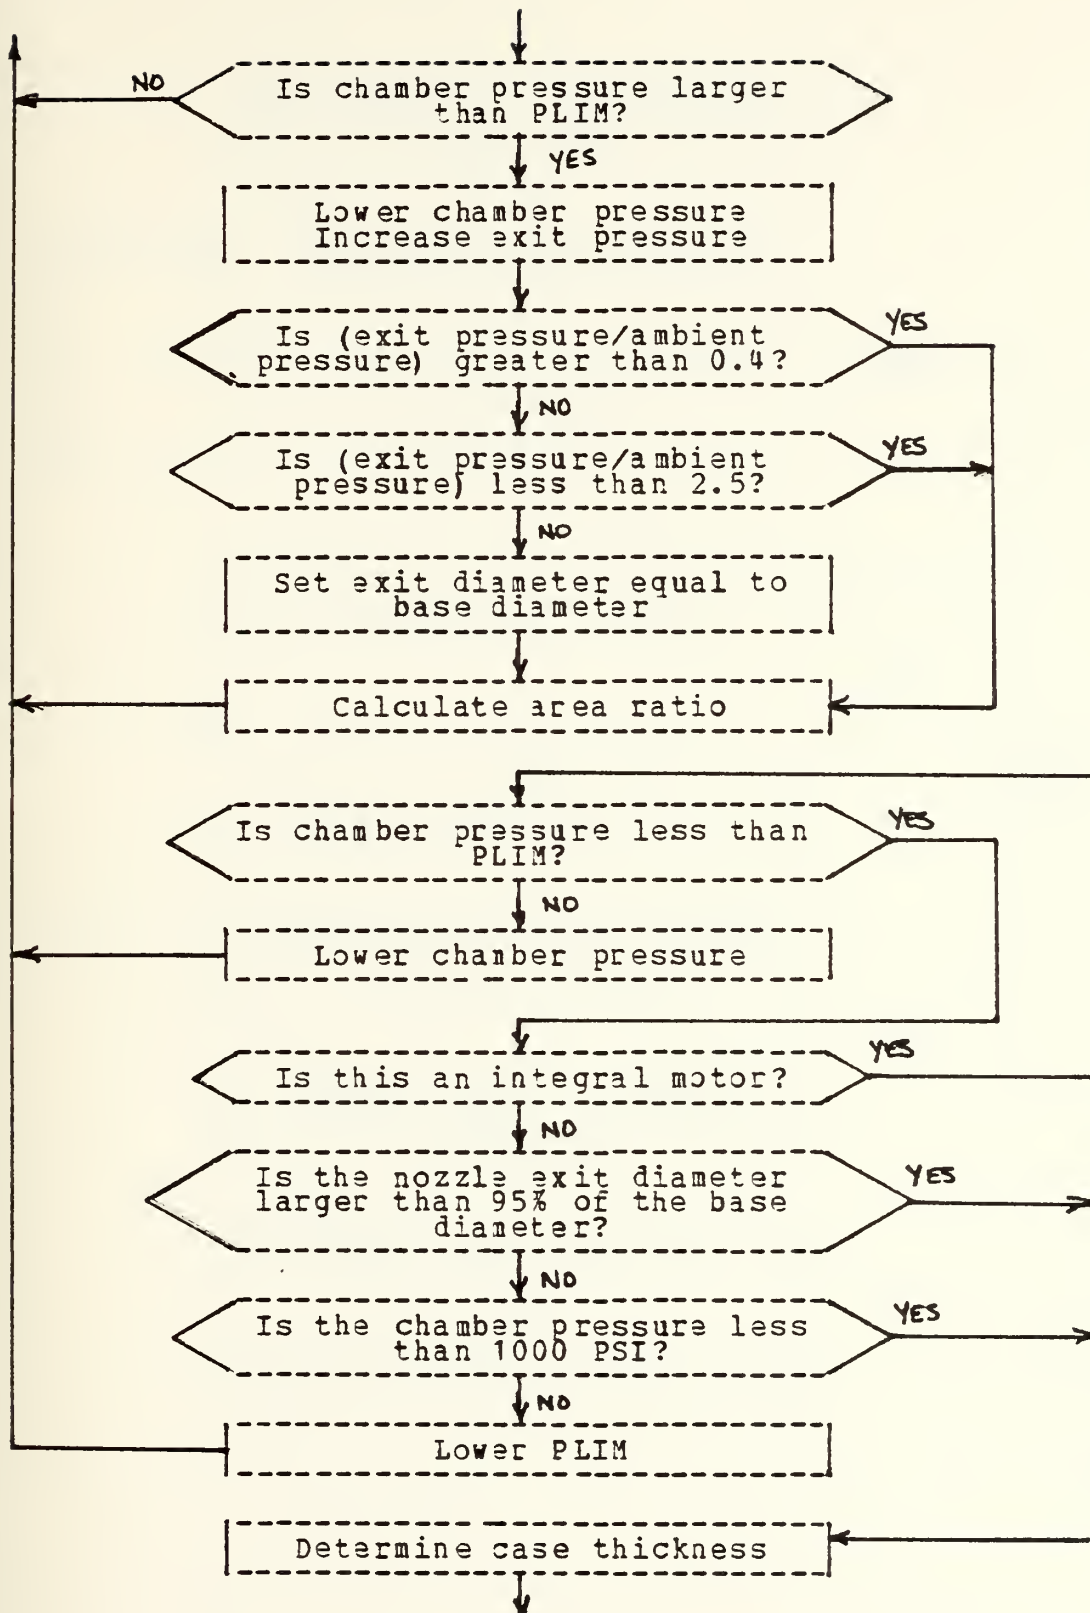 NO
Is chamber pressure larger
than PLIM?
YES
Lower chamber pressure
Increase exit pressure
Is (exit pressure/ambient
pressure) greater than 0.4?
YES
NO
Is (exit pressure/ambient
pressure) less than 2.5?
YES
NO
Set exit diameter equal to
base diameter
Calculate area ratio
Is chamber pressure less than
PLIM?
YES
NO
Lower chamber pressure
Is this an integral motor?
YES
NO
Is the nozzle exit diameter
larger than 95% of the base
diameter?
YES
NO
Is the chamber pressure less
than 1000 PSI?
YES
NO
Lower PLIM
Determine case thickness